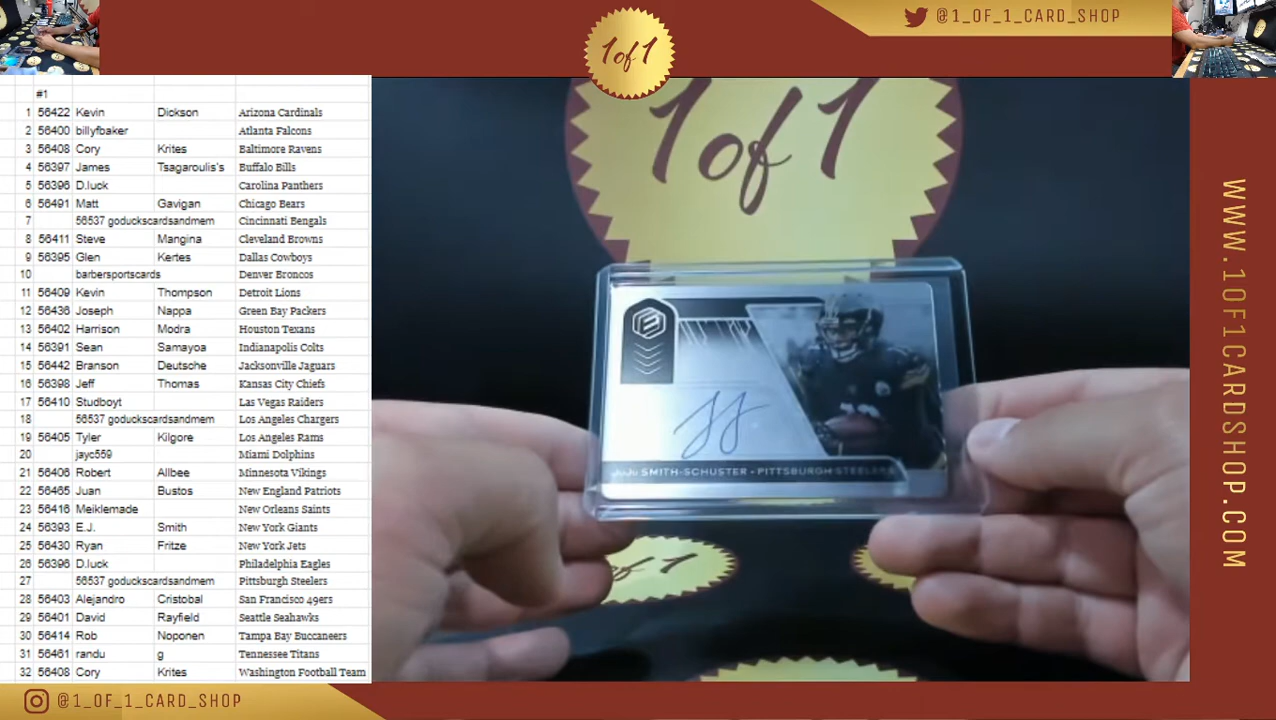 @1_OF_1_CARD_SHOP
1 of 1
#1
1 56422 Kevin Dickson Arizona Cardinals
2 56400 billyfbaker Atlanta Falcons
3 56408 Cory Krites Baltimore Ravens
4 56397 James Tsagaroulis's Buffalo Bills
5 56396 D.luck Carolina Panthers
6 56491 Matt Gavigan Chicago Bears
7 56537 goduckscardsandmem Cincinnati Bengals
8 56411 Steve Mangina Cleveland Browns
9 56395 Glen Kertes Dallas Cowboys
10 barbersportscards Denver Broncos
11 56409 Kevin Thompson Detroit Lions
12 56436 Joseph Nappa Green Bay Packers
13 56402 Harrison Modra Houston Texans
14 56391 Sean Samayoa Indianapolis Colts
15 56442 Branson Deutsche Jacksonville Jaguars
16 56398 Jeff Thomas Kansas City Chiefs
17 56410 Studboyt Las Vegas Raiders
18 56537 goduckscardsandmem Los Angeles Chargers
19 56405 Tyler Kilgore Los Angeles Rams
20 jayc559 Miami Dolphins
21 56406 Robert Allbee Minnesota Vikings
22 56465 Juan Bustos New England Patriots
23 56416 Meiklemade New Orleans Saints
24 56393 E.J. Smith New York Giants
25 56430 Ryan Fritze New York Jets
26 56396 D.luck Philadelphia Eagles
27 56537 goduckscardsandmem Pittsburgh Steelers
28 56403 Alejandro Cristobal San Francisco 49ers
29 56401 David Rayfield Seattle Seahawks
30 56414 Rob Noponen Tampa Bay Buccaneers
31 56461 randu g Tennessee Titans
32 56408 Cory Krites Washington Football Team
1 of 1
JJ
JuJu SMITH-SCHUSTER • PITTSBURGH STEELERS
of 1
WWW.1OF1CARDSHOP.COM
@1_OF_1_CARD_SHOP